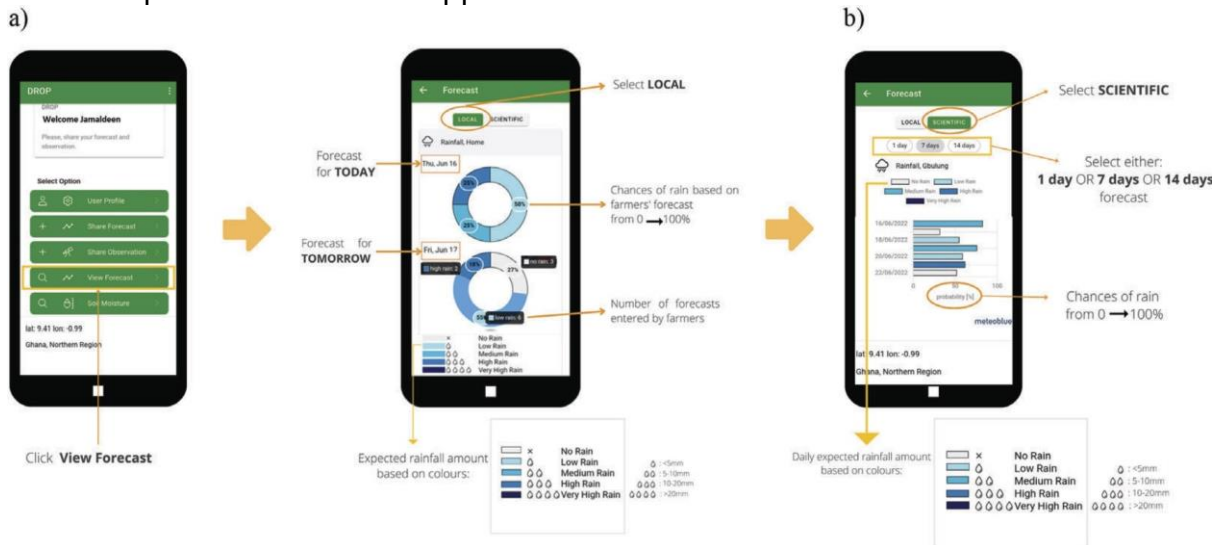 a)
DROP
DROP
Welcome Jamaldeen
Please, share your forecast and
observation.
Select Option
User Profile
Share Forecast
Share Observation
View Forecast
Soil Moisture
lat: 9.41 lon: -0.99
Ghana, Northern Region
Click View Forecast
Forecast
LOCAL
SCIENTIFIC
Rainfall, Home
Thu, Jun 16
25%
50%
25%
Fri, Jun 17
18%
high rain: 2
no rain: 3
27%
55%
low rain: 6
× No Rain
Low Rain
Medium Rain
High Rain
Very High Rain
Select LOCAL
Forecast
for TODAY
Chances of rain based on
farmers' forecast
from 0 → 100%
Forecast for
TOMORROW
Number of forecasts
entered by farmers
Expected rainfall amount
based on colours:
× No Rain
Low Rain : <5mm
Medium Rain : 5-10mm
High Rain : 10-20mm
Very High Rain : >20mm
b)
Forecast
LOCAL
SCIENTIFIC
1 day
7 days
14 days
Rainfall, Gbulung
No Rain
Low Rain
Medium Rain
High Rain
Very High Rain
16/06/2022
18/06/2022
20/06/2022
22/06/2022
0
50
100
probability [%]
meteoblue
lat: 9.41 lon: -0.99
Ghana, Northern Region
Select SCIENTIFIC
Select either:
1 day OR 7 days OR 14 days
forecast
Chances of rain
from 0 → 100%
Daily expected rainfall amount
based on colours:
× No Rain
Low Rain : <5mm
Medium Rain : 5-10mm
High Rain : 10-20mm
Very High Rain : >20mm